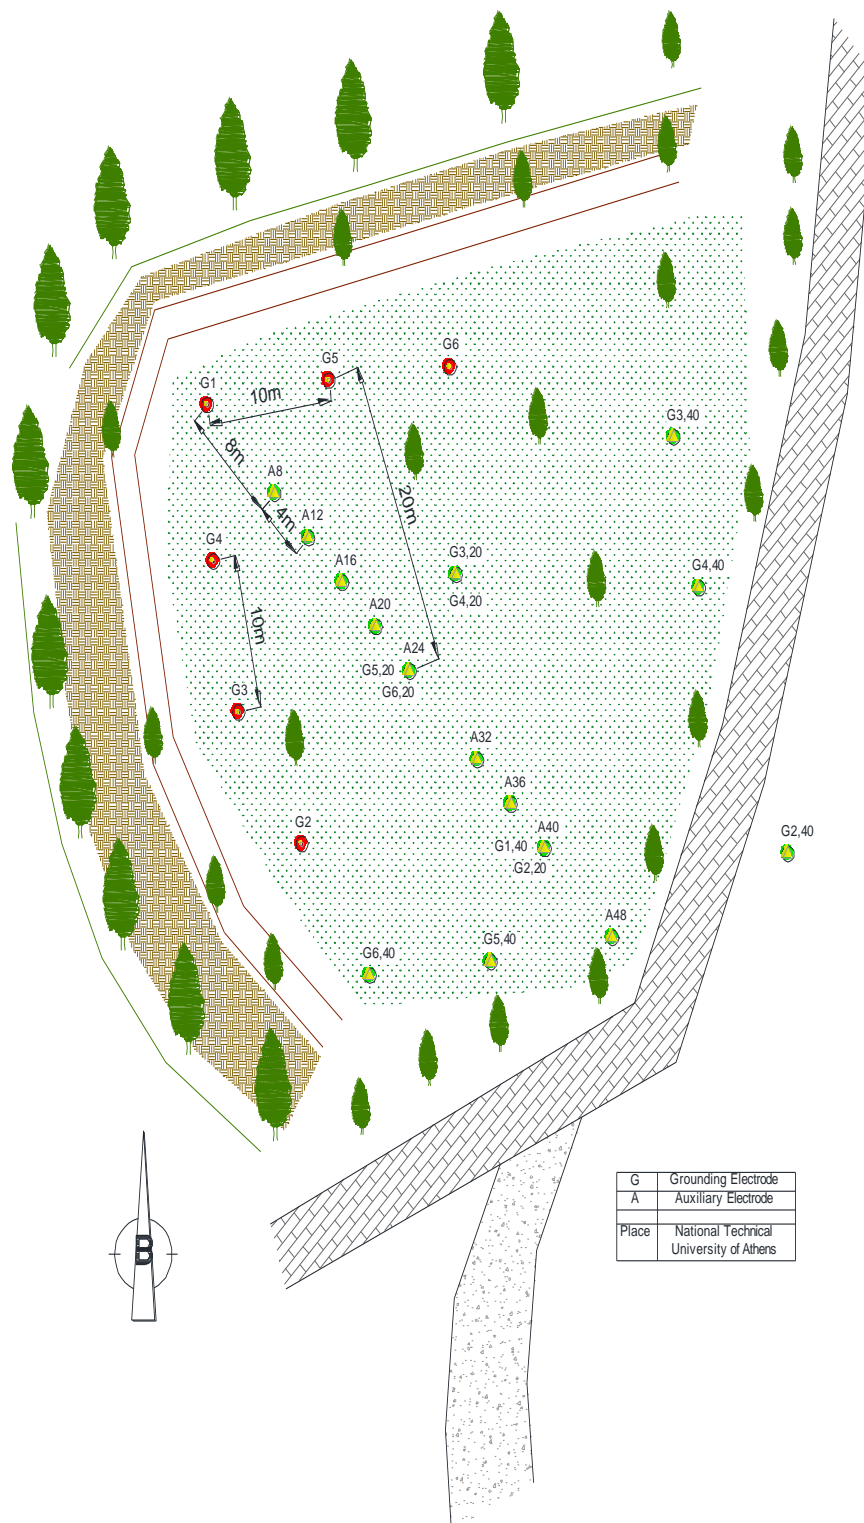 G6
G5
G1
10m
G3,40
8m
A8
20m
4m
A12
G4
G3,20
A16
G4,40
G4,20
10m
A20
A24
G5,20
G3
G6,20
A32
A36
G2
A40
G2,40
G1,40
G2,20
A48
G5,40
G6,40
G Grounding Electrode
A Auxiliary Electrode
Place National Technical
University of Athens
B